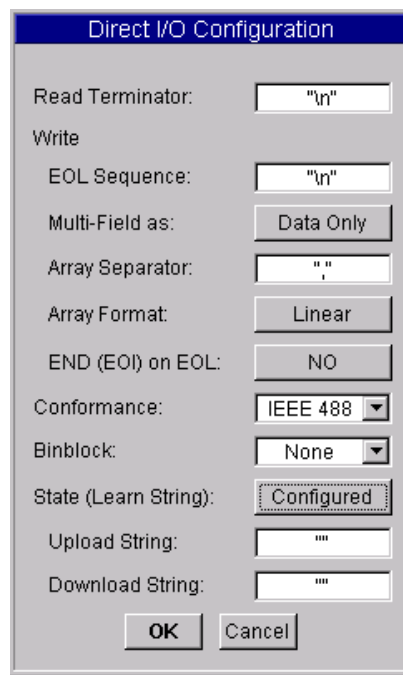 Direct I/O Configuration
Read Terminator: "\n"
Write
EOL Sequence: "\n"
Multi-Field as: Data Only
Array Separator: ","
Array Format: Linear
END (EOI) on EOL: NO
Conformance: IEEE 488
Binblock: None
State (Learn String): Configured
Upload String: ""
Download String: ""
OK Cancel